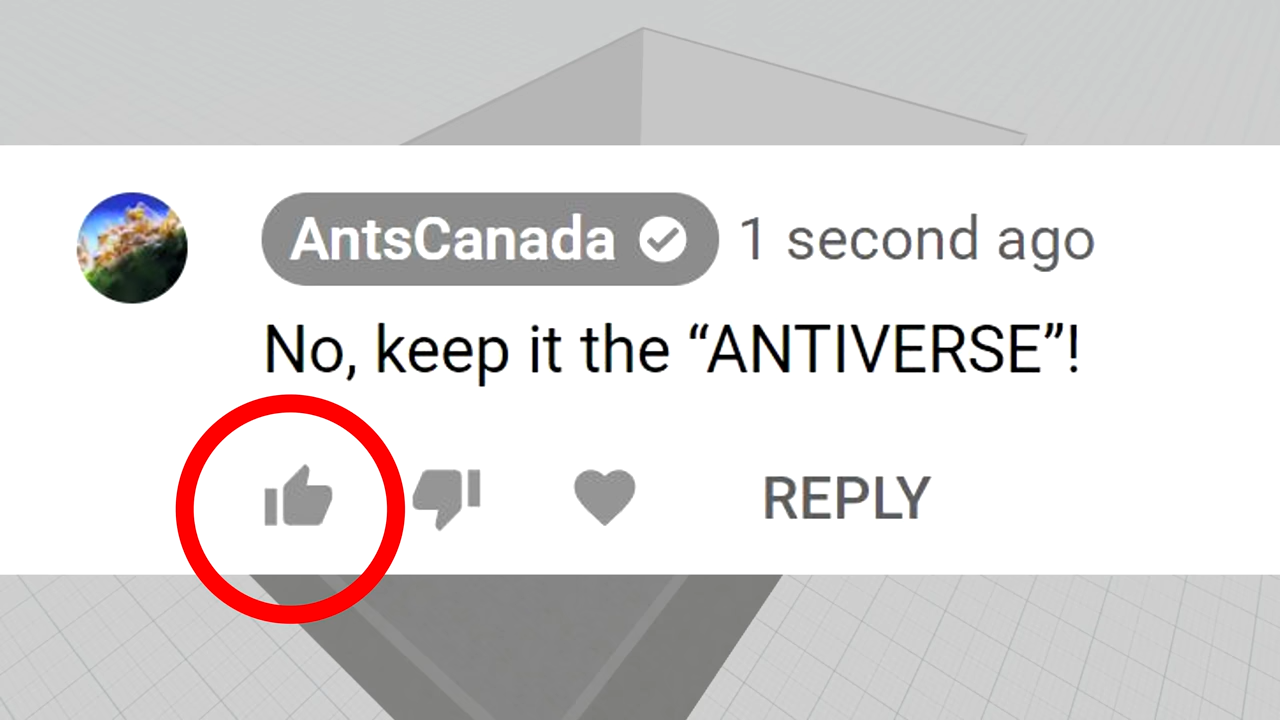 AntsCanada 1 second ago
No, keep it the “ANTIVERSE”!
REPLY